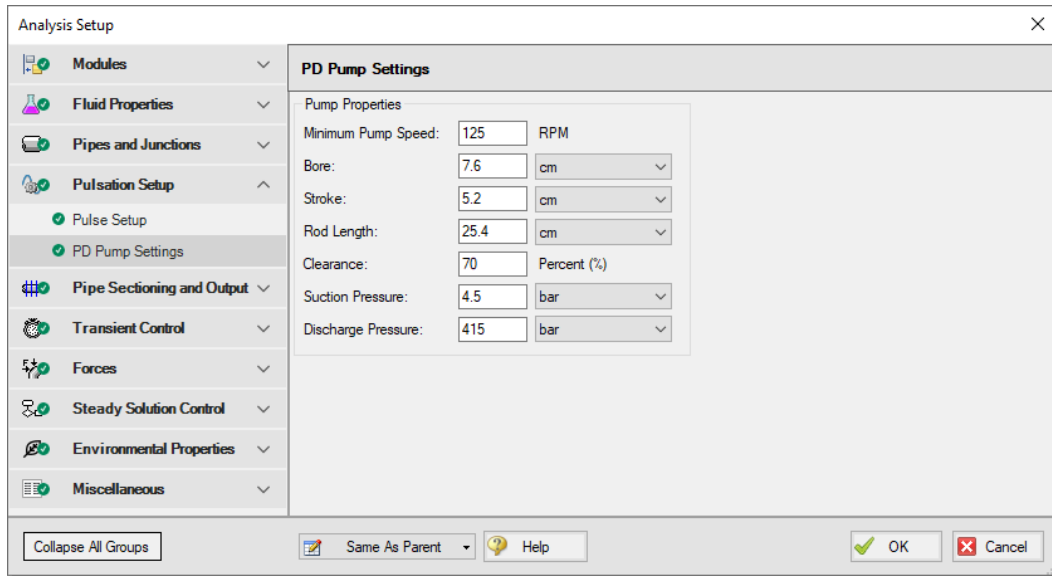 Analysis Setup
Modules
Fluid Properties
Pipes and Junctions
Pulsation Setup
Pulse Setup
PD Pump Settings
Pipe Sectioning and Output
Transient Control
Forces
Steady Solution Control
Environmental Properties
Miscellaneous
Collapse All Groups
PD Pump Settings
Pump Properties
Minimum Pump Speed: 125 RPM
Bore: 7.6 cm
Stroke: 5.2 cm
Rod Length: 25.4 cm
Clearance: 70 Percent (%)
Suction Pressure: 4.5 bar
Discharge Pressure: 415 bar
Same As Parent
Help
OK
Cancel